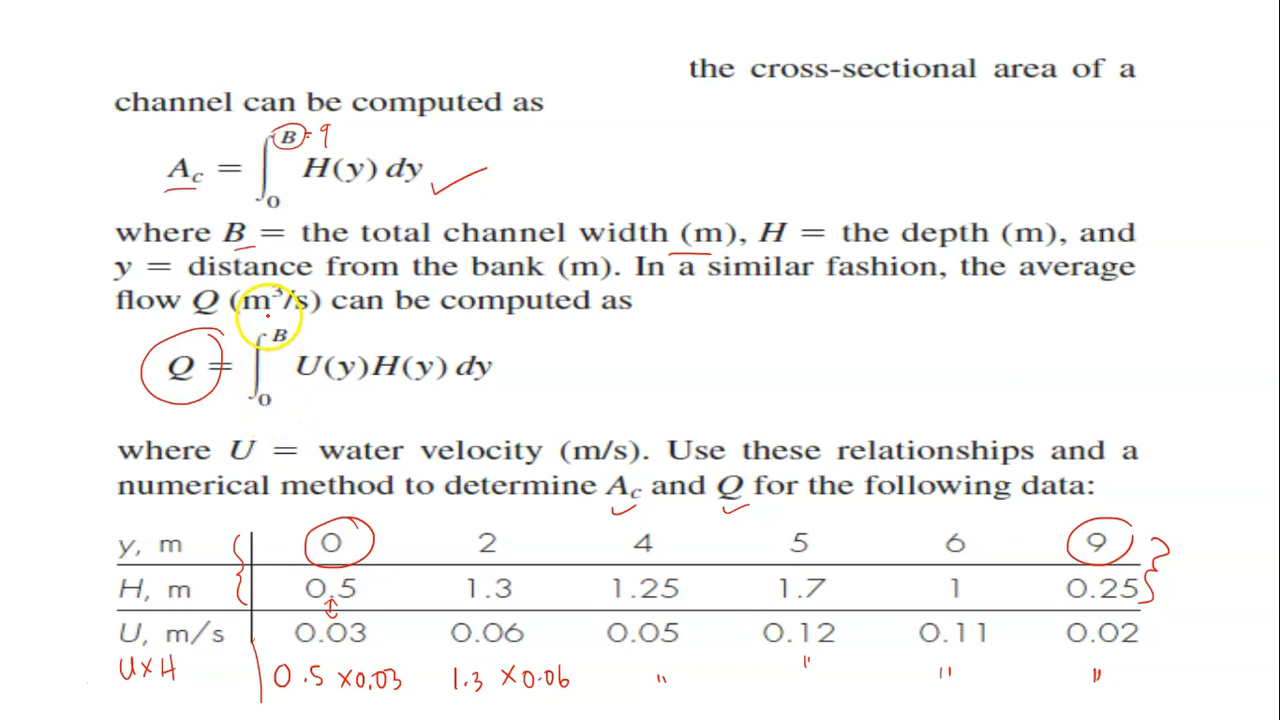 the cross-sectional area of a
channel can be computed as
A_c = ∫_0^B H(y) dy
= 9
where B = the total channel width (m), H = the depth (m), and
y = distance from the bank (m). In a similar fashion, the average
flow Q (m³/s) can be computed as
Q = ∫_0^B U(y)H(y) dy
where U = water velocity (m/s). Use these relationships and a
numerical method to determine A_c and Q for the following data:
y, m 0 2 4 5 6 9
H, m 0.5 1.3 1.25 1.7 1 0.25
U, m/s 0.03 0.06 0.05 0.12 0.11 0.02
U×H 0.5 ×0.03 1.3 ×0.06 " " " "